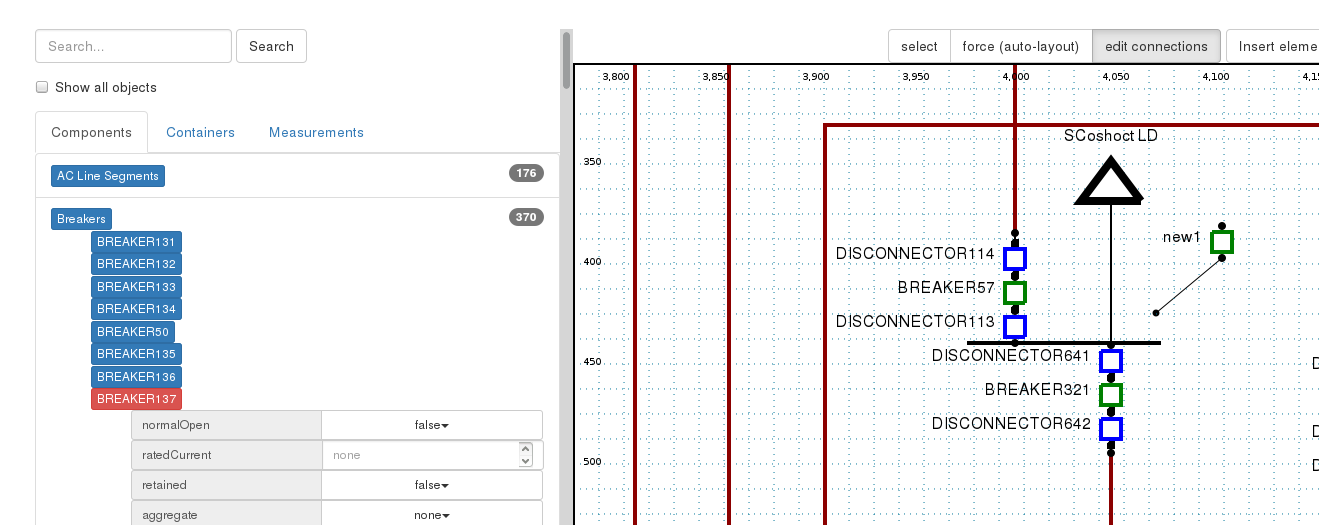 Search...
Search
Show all objects
Components
Containers
Measurements
AC Line Segments
176
Breakers
370
BREAKER131
BREAKER132
BREAKER133
BREAKER134
BREAKER50
BREAKER135
BREAKER136
BREAKER137
normalOpen
false
ratedCurrent
none
retained
false
aggregate
none
select
force (auto-layout)
edit connections
Insert eleme
3,800
3,850
3,900
3,950
4,000
4,050
4,100
4,15
350
400
450
500
SCoshoct LD
new1
DISCONNECTOR114
BREAKER57
DISCONNECTOR113
DISCONNECTOR641
BREAKER321
DISCONNECTOR642